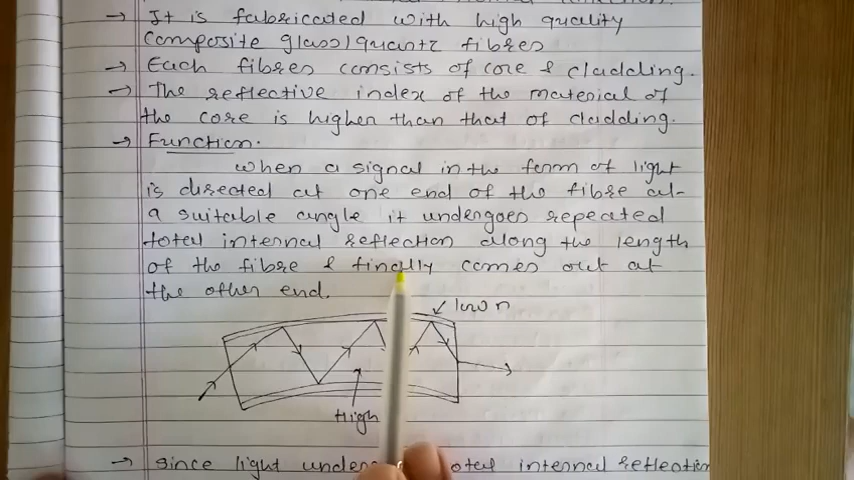 → It is fabricated with high quality
composite glass/quartz fibres
→ Each fibres consists of core & cladding.
→ The reflective index of the material of
the core is higher than that of cladding.
→ Function.
When a signal in the form of light
is directed at one end of the fibre at
a suitable angle it undergoes repeated
total internal reflection along the length
of the fibre & finally comes out at
the other end.
low n
High
→ since light total internal reflection